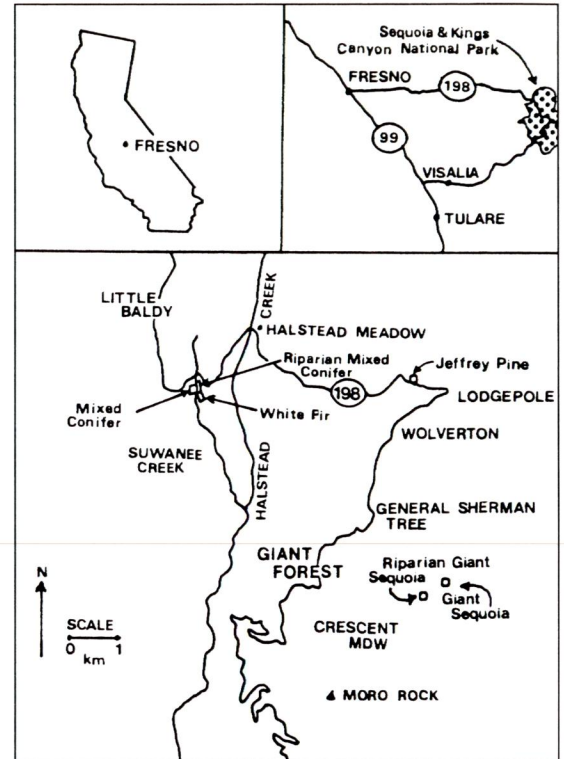 FRESNO
Sequoia & Kings
Canyon National Park
FRESNO
198
99
VISALIA
TULARE
LITTLE
BALDY
CREEK
HALSTEAD MEADOW
Riparian Mixed
Conifer
Jeffrey Pine
198
LODGEPOLE
Mixed
Conifer
White Fir
WOLVERTON
SUWANEE
CREEK
HALSTEAD
GENERAL SHERMAN
TREE
GIANT
FOREST
Riparian Giant
Sequoia
Giant
Sequoia
N
SCALE
0 1
km
CRESCENT
MDW
MORO ROCK